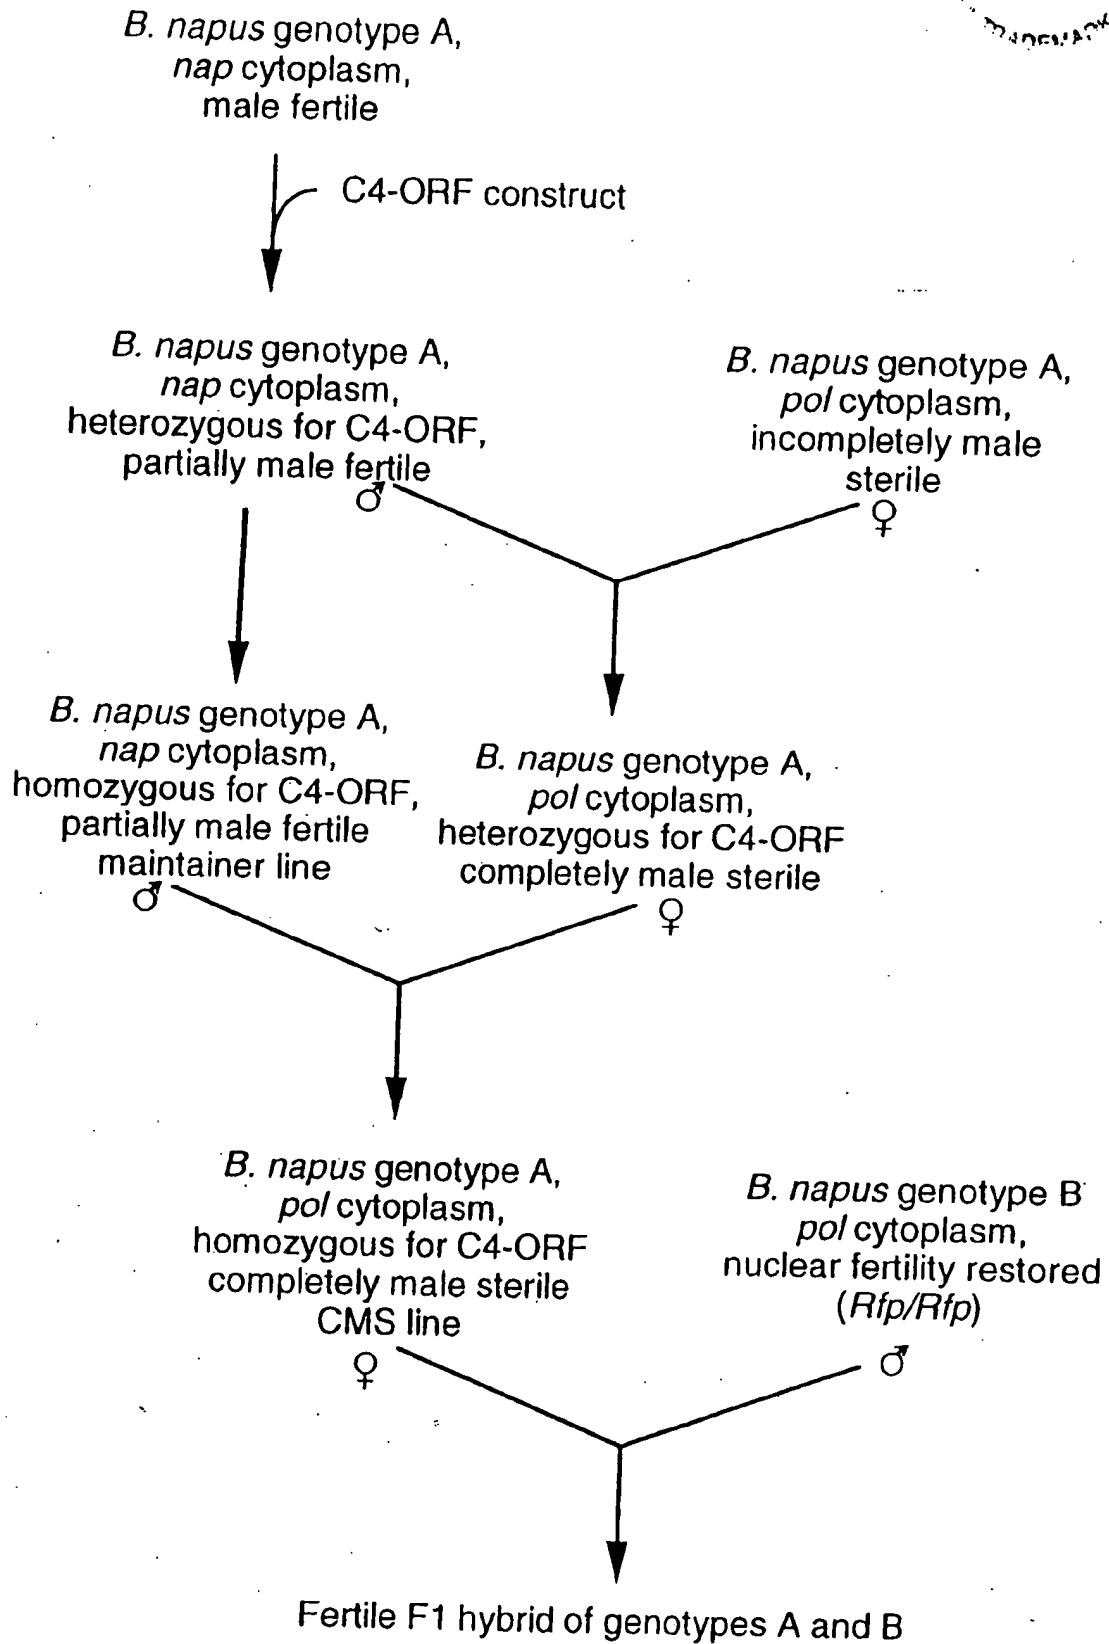 B. napus genotype A,
nap cytoplasm,
male fertile
C4-ORF construct
B. napus genotype A,
nap cytoplasm,
heterozygous for C4-ORF,
partially male fertile
♂
B. napus genotype A,
pol cytoplasm,
incompletely male
sterile
♀
B. napus genotype A,
nap cytoplasm,
homozygous for C4-ORF,
partially male fertile
maintainer line
♂
B. napus genotype A,
pol cytoplasm,
heterozygous for C4-ORF
completely male sterile
♀
B. napus genotype A,
pol cytoplasm,
homozygous for C4-ORF
completely male sterile
CMS line
♀
B. napus genotype B
pol cytoplasm,
nuclear fertility restored
(Rfp/Rfp)
♂
Fertile F1 hybrid of genotypes A and B